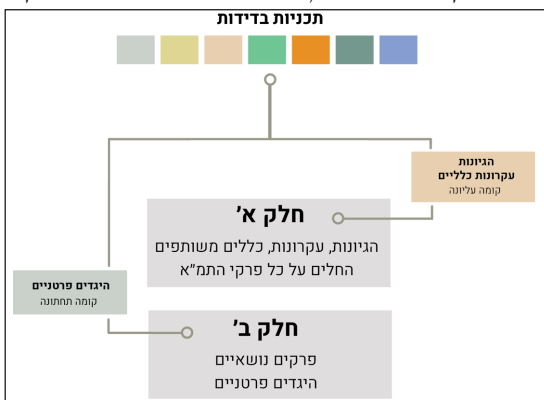 תכניות בדידות
הגיונות
עקרונות כלליים
קומה עליונה
חלק א׳
הגיונות, עקרונות, כללים משותפים
החלים על כל פרקי התמ״א
היגדים פרטניים
קומה תחתונה
חלק ב׳
פרקים נושאיים
היגדים פרטניים